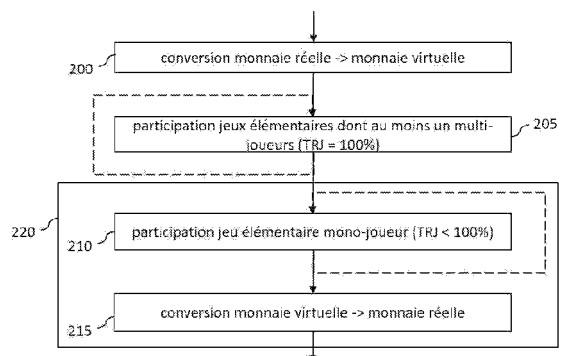 conversion monnaie réelle -> monnaie virtuelle
200
participation jeux élémentaires dont au moins un multi-
joueurs (TRJ = 100%)
205
220
participation jeu élémentaire mono-joueur (TRJ < 100%)
210
conversion monnaie virtuelle -> monnaie réelle
215